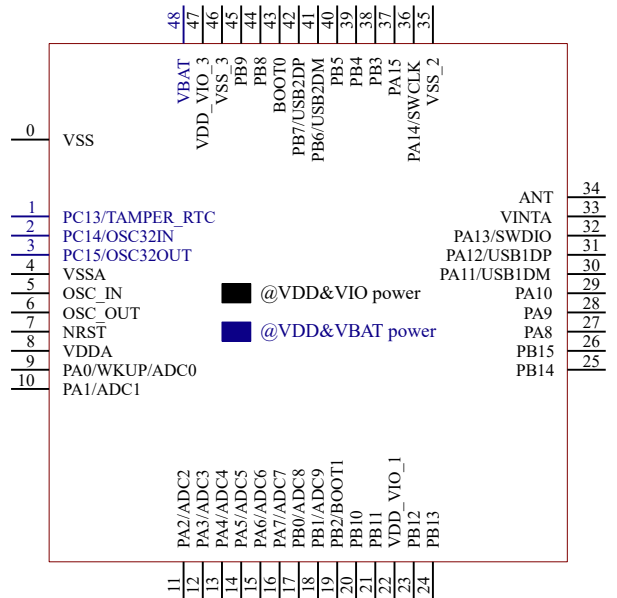 48
47
46
45
44
43
42
41
40
39
38
37
36
35
VBAT
VDD_VIO_3
VSS_3
PB9
PB8
BOOT0
PB7/USB2DP
PB6/USB2DM
PB5
PB4
PB3
PA15
PA14/SWCLK
VSS_2
0 VSS
1 PC13/TAMPER_RTC
2 PC14/OSC32IN
3 PC15/OSC32OUT
4 VSSA
5 OSC_IN
6 OSC_OUT
7 NRST
8 VDDA
9 PA0/WKUP/ADC0
10 PA1/ADC1
@VDD&VIO power
@VDD&VBAT power
ANT 34
VINTA 33
PA13/SWDIO 32
PA12/USB1DP 31
PA11/USB1DM 30
PA10 29
PA9 28
PA8 27
PB15 26
PB14 25
PA2/ADC2
PA3/ADC3
PA4/ADC4
PA5/ADC5
PA6/ADC6
PA7/ADC7
PB0/ADC8
PB1/ADC9
PB2/BOOT1
PB10
PB11
VDD_VIO_1
PB12
PB13
11
12
13
14
15
16
17
18
19
20
21
22
23
24